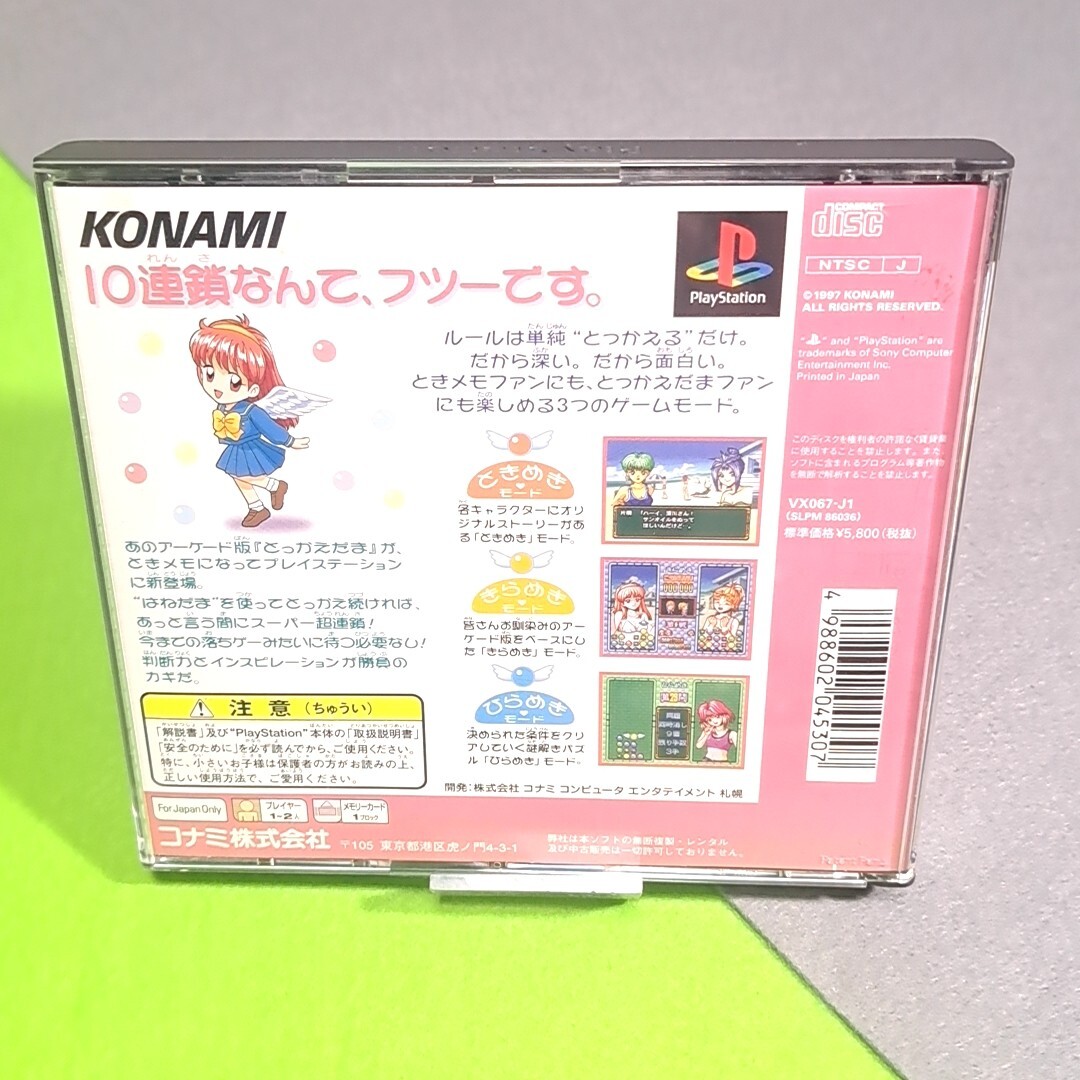 KONAMI
10連鎖なんて、フツーです。
れんさ
PlayStation
ルールは単純“とっかえる”だけ。
たんじゅん
だから深い。だから面白い。
ふか おもしろ
ときメモファンにも、とっかえだまファン
にも楽しめる3つのゲームモード。
たの
ときめき
モード
各キャラクターにオリ
ジナルストーリーがあ
る「ときめき」モード。
きらめき
モード
皆さんお馴染みのアー
ケード版をベースにし
た「きらめき」モード。
ひらめき
モード
決められた条件をクリ
アしていく謎解きパズ
ル「ひらめき」モード。
あのアーケード版『とっかえだま』が、
ときメモになってプレイステーション
に新登場。
“はねだま”を使ってとっかえ続ければ、
あっと言う間にスーパー超連鎖!
今までの落ちゲーみたいに待つ必要なし!
判断力とインスピレーションが勝負の
カギだ。
注意(ちゅうい)
「解説書」及び“PlayStation”本体の「取扱説明書」
「安全のために」を必ず読んでから、ご使用ください。
特に、小さいお子様は保護者の方がお読みの上、
正しい使用方法で、ご愛用ください。
開発:株式会社 コナミ コンピュータ エンタテイメント 札幌
For Japan Only
プレイヤー
1~2人
メモリーカード
1ブロック
コナミ株式会社
〒105 東京都港区虎ノ門4-3-1
弊社は本ソフトの無断複製・レンタル
及び中古販売は一切許可しておりません。
COMPACT
disc
NTSC J
©1997 KONAMI
ALL RIGHTS RESERVED.
" " and "PlayStation" are
trademarks of Sony Computer
Entertainment Inc.
Printed in Japan
このディスクを権利者の許諾なく賃貸業
に使用することを禁止します。また、
ソフトに含まれるプログラム等著作物
を無断で解析することを禁止します。
VX067-J1
(SLPM 86036)
標準価格¥5,800(税抜)
4 988602 045307